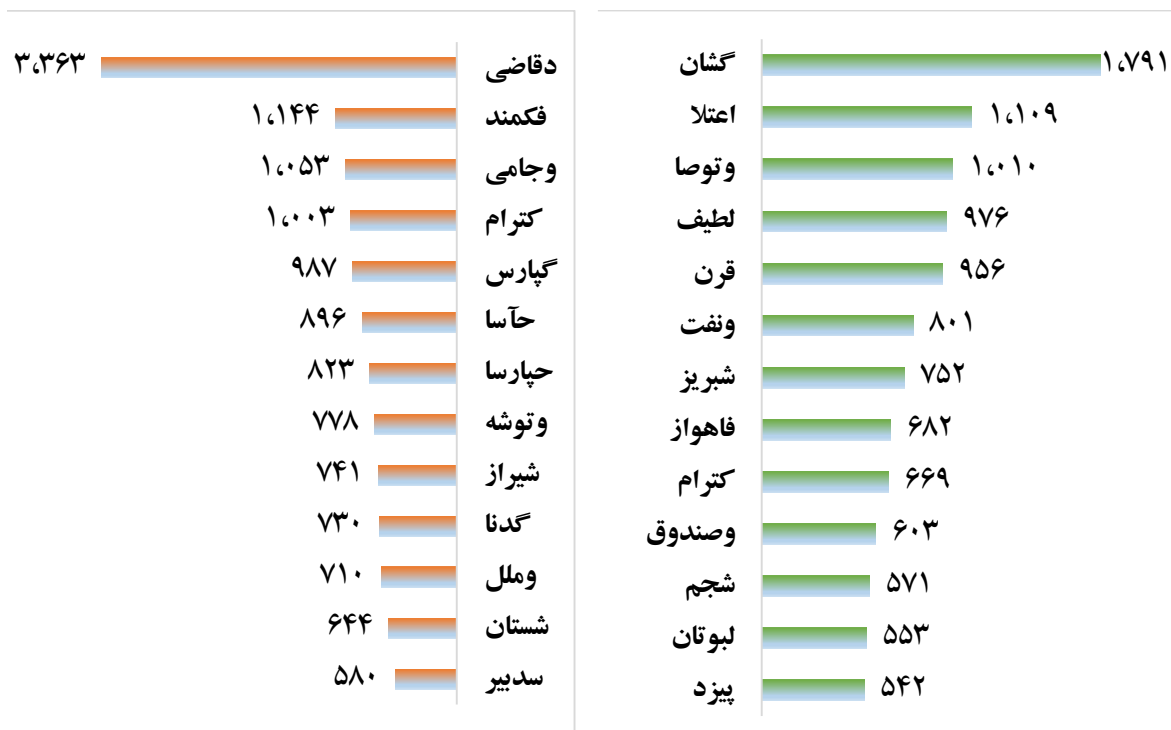 گشان ۱،۷۹۱
اعتلا ۱،۱۰۹
وتوصا ۱،۰۱۰
لطیف ۹۷۶
قرن ۹۵۶
ونفت ۸۰۱
شبریز ۷۵۲
فاهواز ۶۸۲
کترام ۶۶۹
وصندوق ۶۰۳
شجم ۵۷۱
لبوتان ۵۵۳
پیزد ۵۴۲
دقاضی ۳،۳۶۳
فکمند ۱،۱۴۴
وجامی ۱،۰۵۳
کترام ۱،۰۰۳
گپارس ۹۸۷
حآسا ۸۹۶
حپارسا ۸۲۳
وتوشه ۷۷۸
شیراز ۷۴۱
گدنا ۷۳۰
وملل ۷۱۰
شستان ۶۴۴
سدبیر ۵۸۰